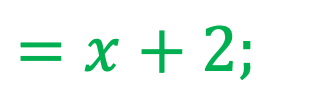 = x + 2;